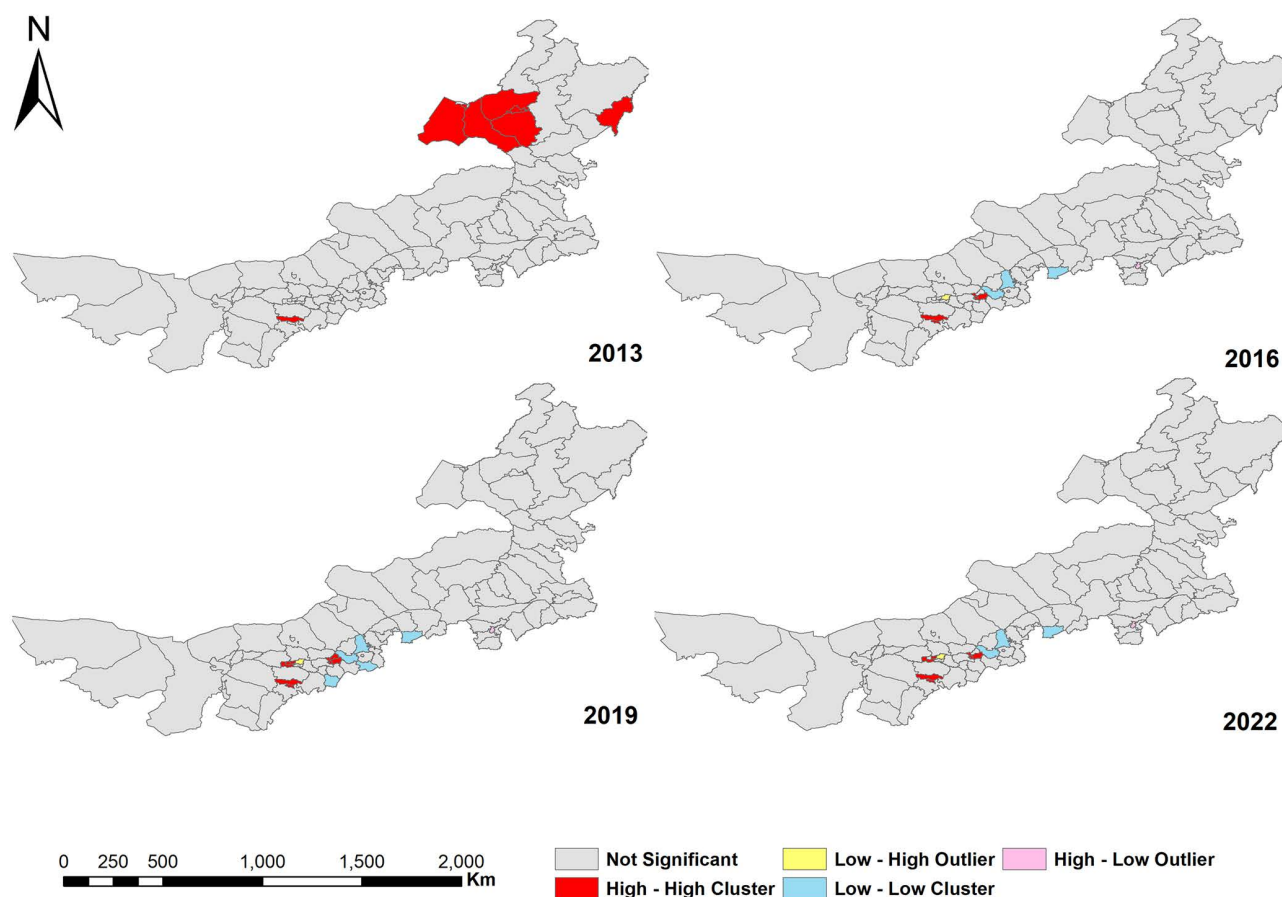 N
2013
2016
2019
2022
0 250 500 1,000 1,500 2,000
Km
Not Significant
Low - High Outlier
High - Low Outlier
High - High Cluster
Low - Low Cluster